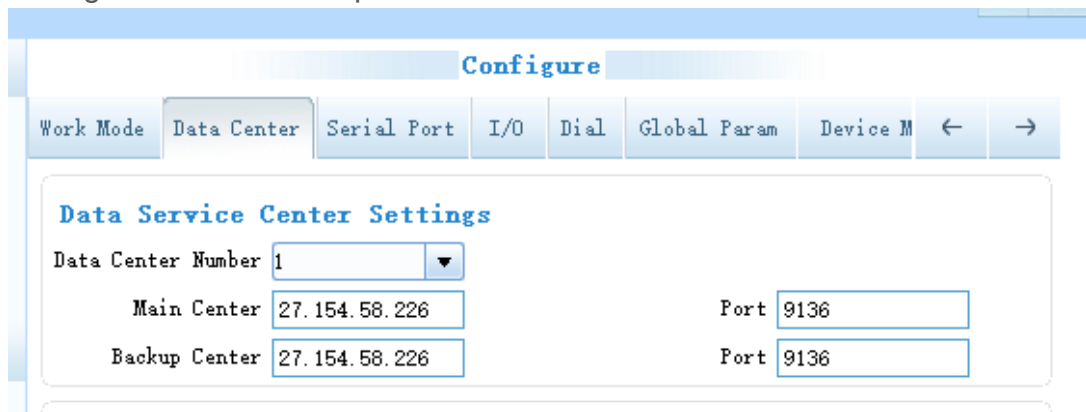 Configure
Work Mode Data Center Serial Port I/O Dial Global Param Device M ← →
Data Service Center Settings
Data Center Number 1
Main Center 27.154.58.226 Port 9136
Backup Center 27.154.58.226 Port 9136